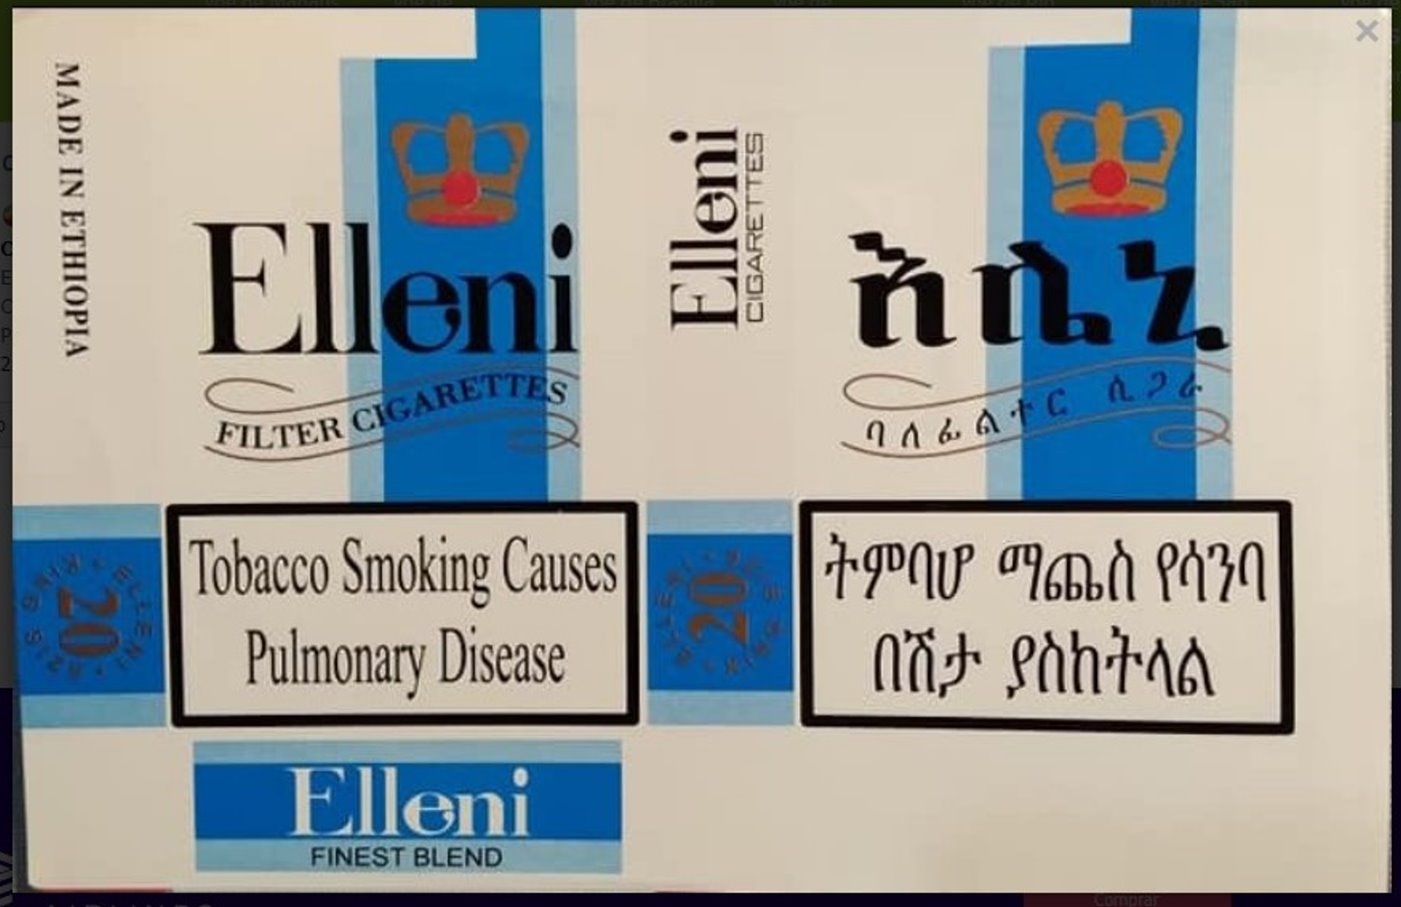 MADE IN ETHIOPIA
Elleni
FILTER CIGARETTES
Elleni
CIGARETTES
እሌኒ
ባለፊልተር ሲጋራ
20
Tobacco Smoking Causes
Pulmonary Disease
20
ትምባሆ ማጨስ የሳንባ
በሽታ ያስከትላል
Elleni
FINEST BLEND
Comprar